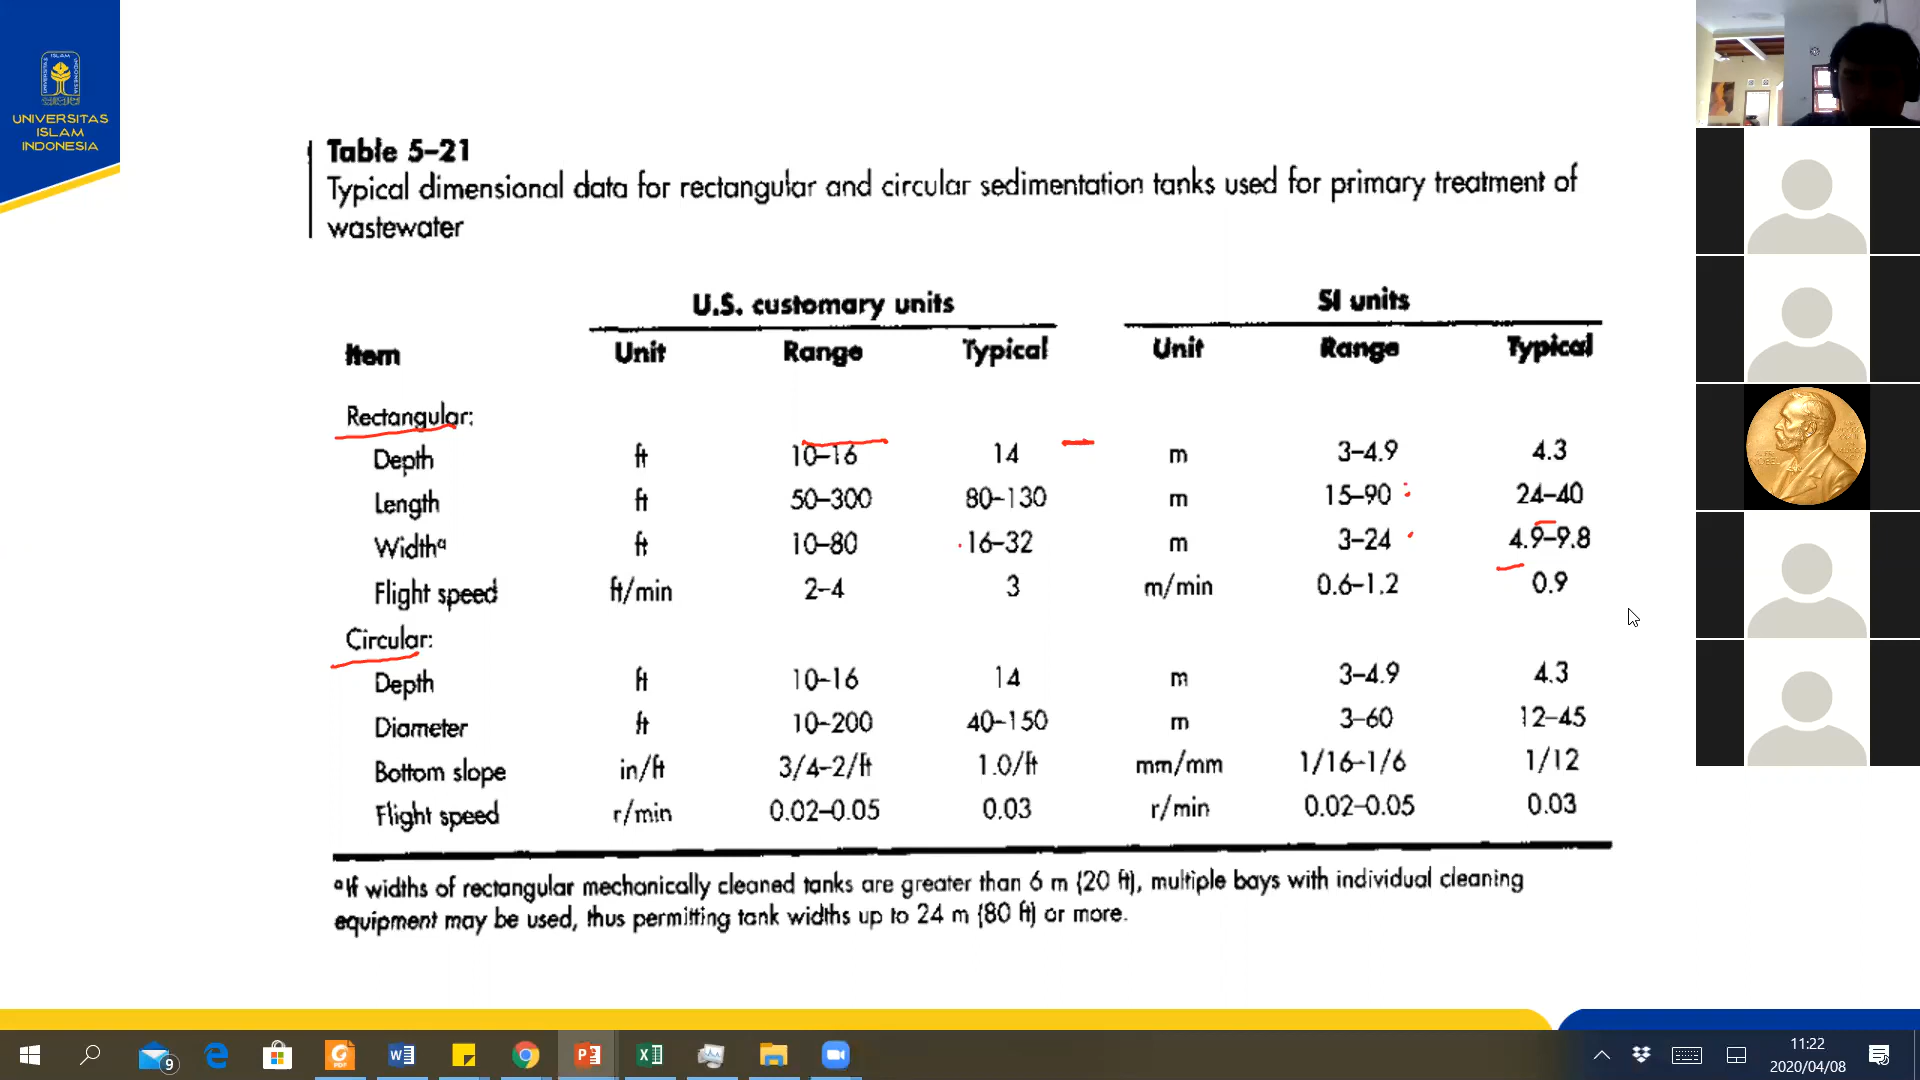 UNIVERSITAS
ISLAM
INDONESIA
Table 5–21
Typical dimensional data for rectangular and circular sedimentation tanks used for primary treatment of
wastewater
U.S. customary units SI units
Item Unit Range Typical Unit Range Typical
Rectangular:
Depth ft 10–16 14 m 3–4.9 4.3
Length ft 50–300 80–130 m 15–90 24–40
Widthᵃ ft 10–80 16–32 m 3–24 4.9–9.8
Flight speed ft/min 2–4 3 m/min 0.6–1.2 0.9
Circular:
Depth ft 10–16 14 m 3–4.9 4.3
Diameter ft 10–200 40–150 m 3–60 12–45
Bottom slope in/ft 3/4–2/ft 1.0/ft mm/mm 1/16–1/6 1/12
Flight speed r/min 0.02–0.05 0.03 r/min 0.02–0.05 0.03
ᵃIf widths of rectangular mechanically cleaned tanks are greater than 6 m (20 ft), multiple bays with individual cleaning
equipment may be used, thus permitting tank widths up to 24 m (80 ft) or more.
9
11:22
2020/04/08